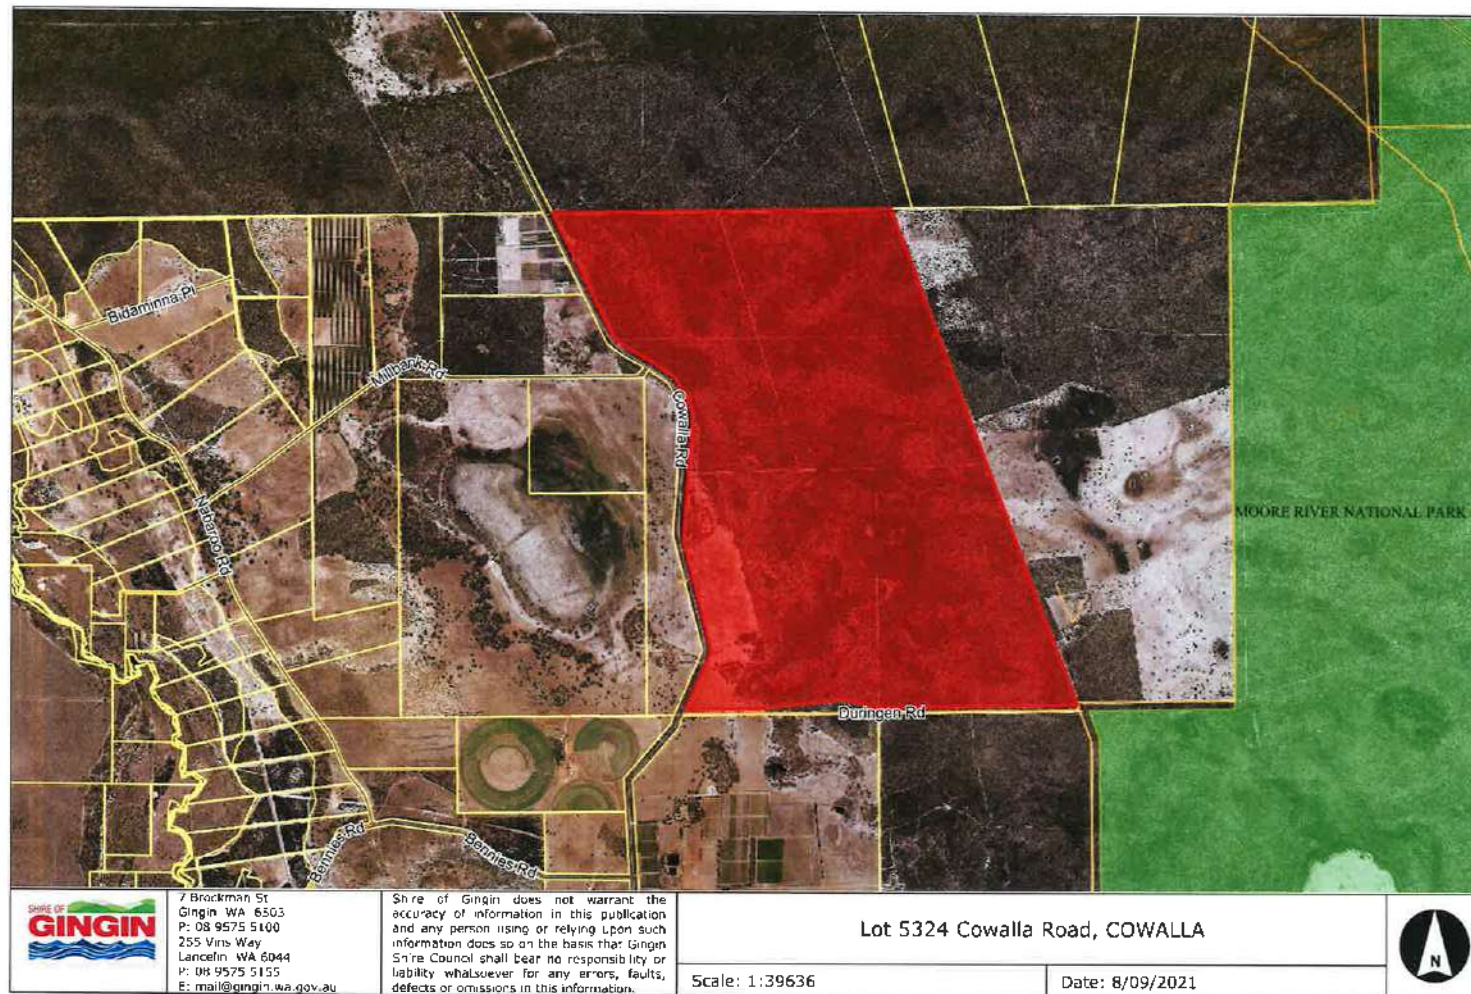 Bidaminna Pl
Millbank Rd
Cowalla Rd
Nabaroo Rd
MOORE RIVER NATIONAL PARK
Duringen Rd
Bennies Rd
Bennies Rd
SHIRE OF
GINGIN
7 Brockman St
Gingin WA 6503
P: 08 9575 5100
255 Vins Way
Lancelin WA 6044
P: 08 9575 5155
E: mail@gingin.wa.gov.au
Shire of Gingin does not warrant the
accuracy of information in this publication
and any person using or relying upon such
information does so on the basis that Gingin
Shire Council shall bear no responsibility or
liability whatsoever for any errors, faults,
defects or omissions in this information.
Lot 5324 Cowalla Road, COWALLA
Scale: 1:39636
Date: 8/09/2021
N